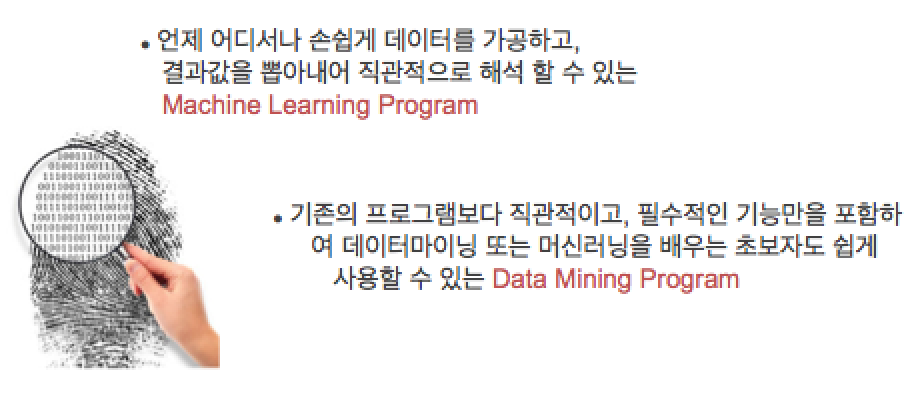 • 언제 어디서나 손쉽게 데이터를 가공하고,
결과값을 뽑아내어 직관적으로 해석 할 수 있는
Machine Learning Program
• 기존의 프로그램보다 직관적이고, 필수적인 기능만을 포함하
여 데이터마이닝 또는 머신러닝을 배우는 초보자도 쉽게
사용할 수 있는 Data Mining Program